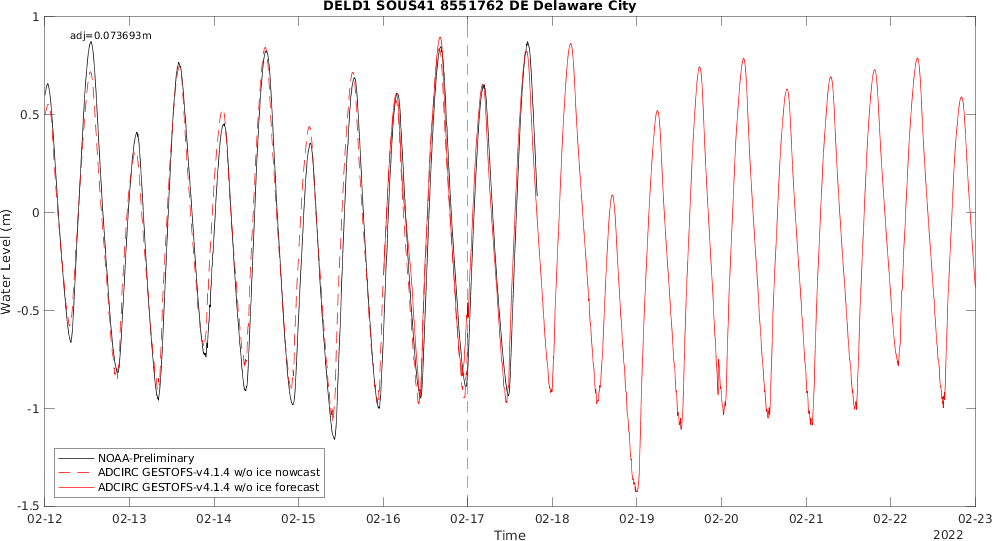 DELD1 SOUS41 8551762 DE Delaware City
adj=0.073693m
1
0.5
0
-0.5
-1
-1.5
Water Level (m)
NOAA-Preliminary
ADCIRC GESTOFS-v4.1.4 w/o ice nowcast
ADCIRC GESTOFS-v4.1.4 w/o ice forecast
02-12 02-13 02-14 02-15 02-16 02-17 02-18 02-19 02-20 02-21 02-22 02-23
Time
2022